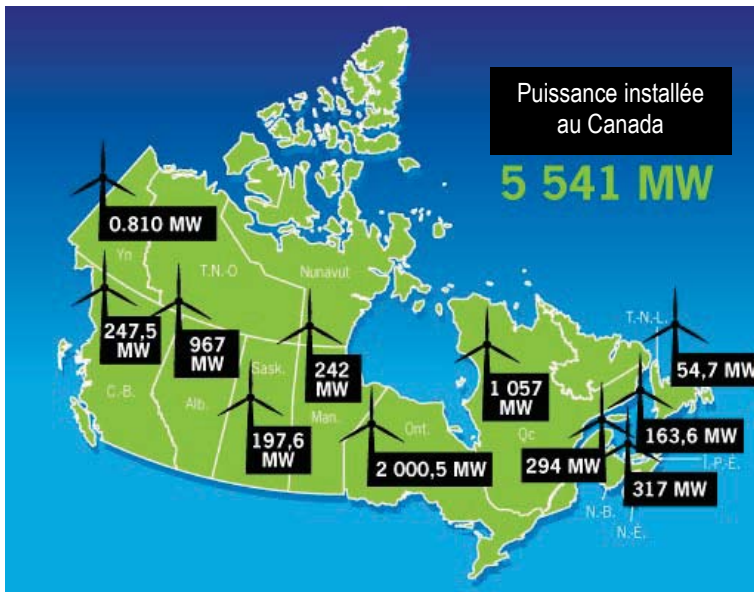 Puissance installée
au Canada
5 541 MW
0.810 MW
Yn
T.N.-O
Nunavut
247,5
MW
967
MW
242
MW
1 057
MW
T.-N.-L.
54,7 MW
C.-B.
Alb.
Sask.
197,6
MW
Man.
Ont.
2 000,5 MW
Qc
294 MW
163,6 MW
Î.-P.-É.
317 MW
N.-B.
N.-É.